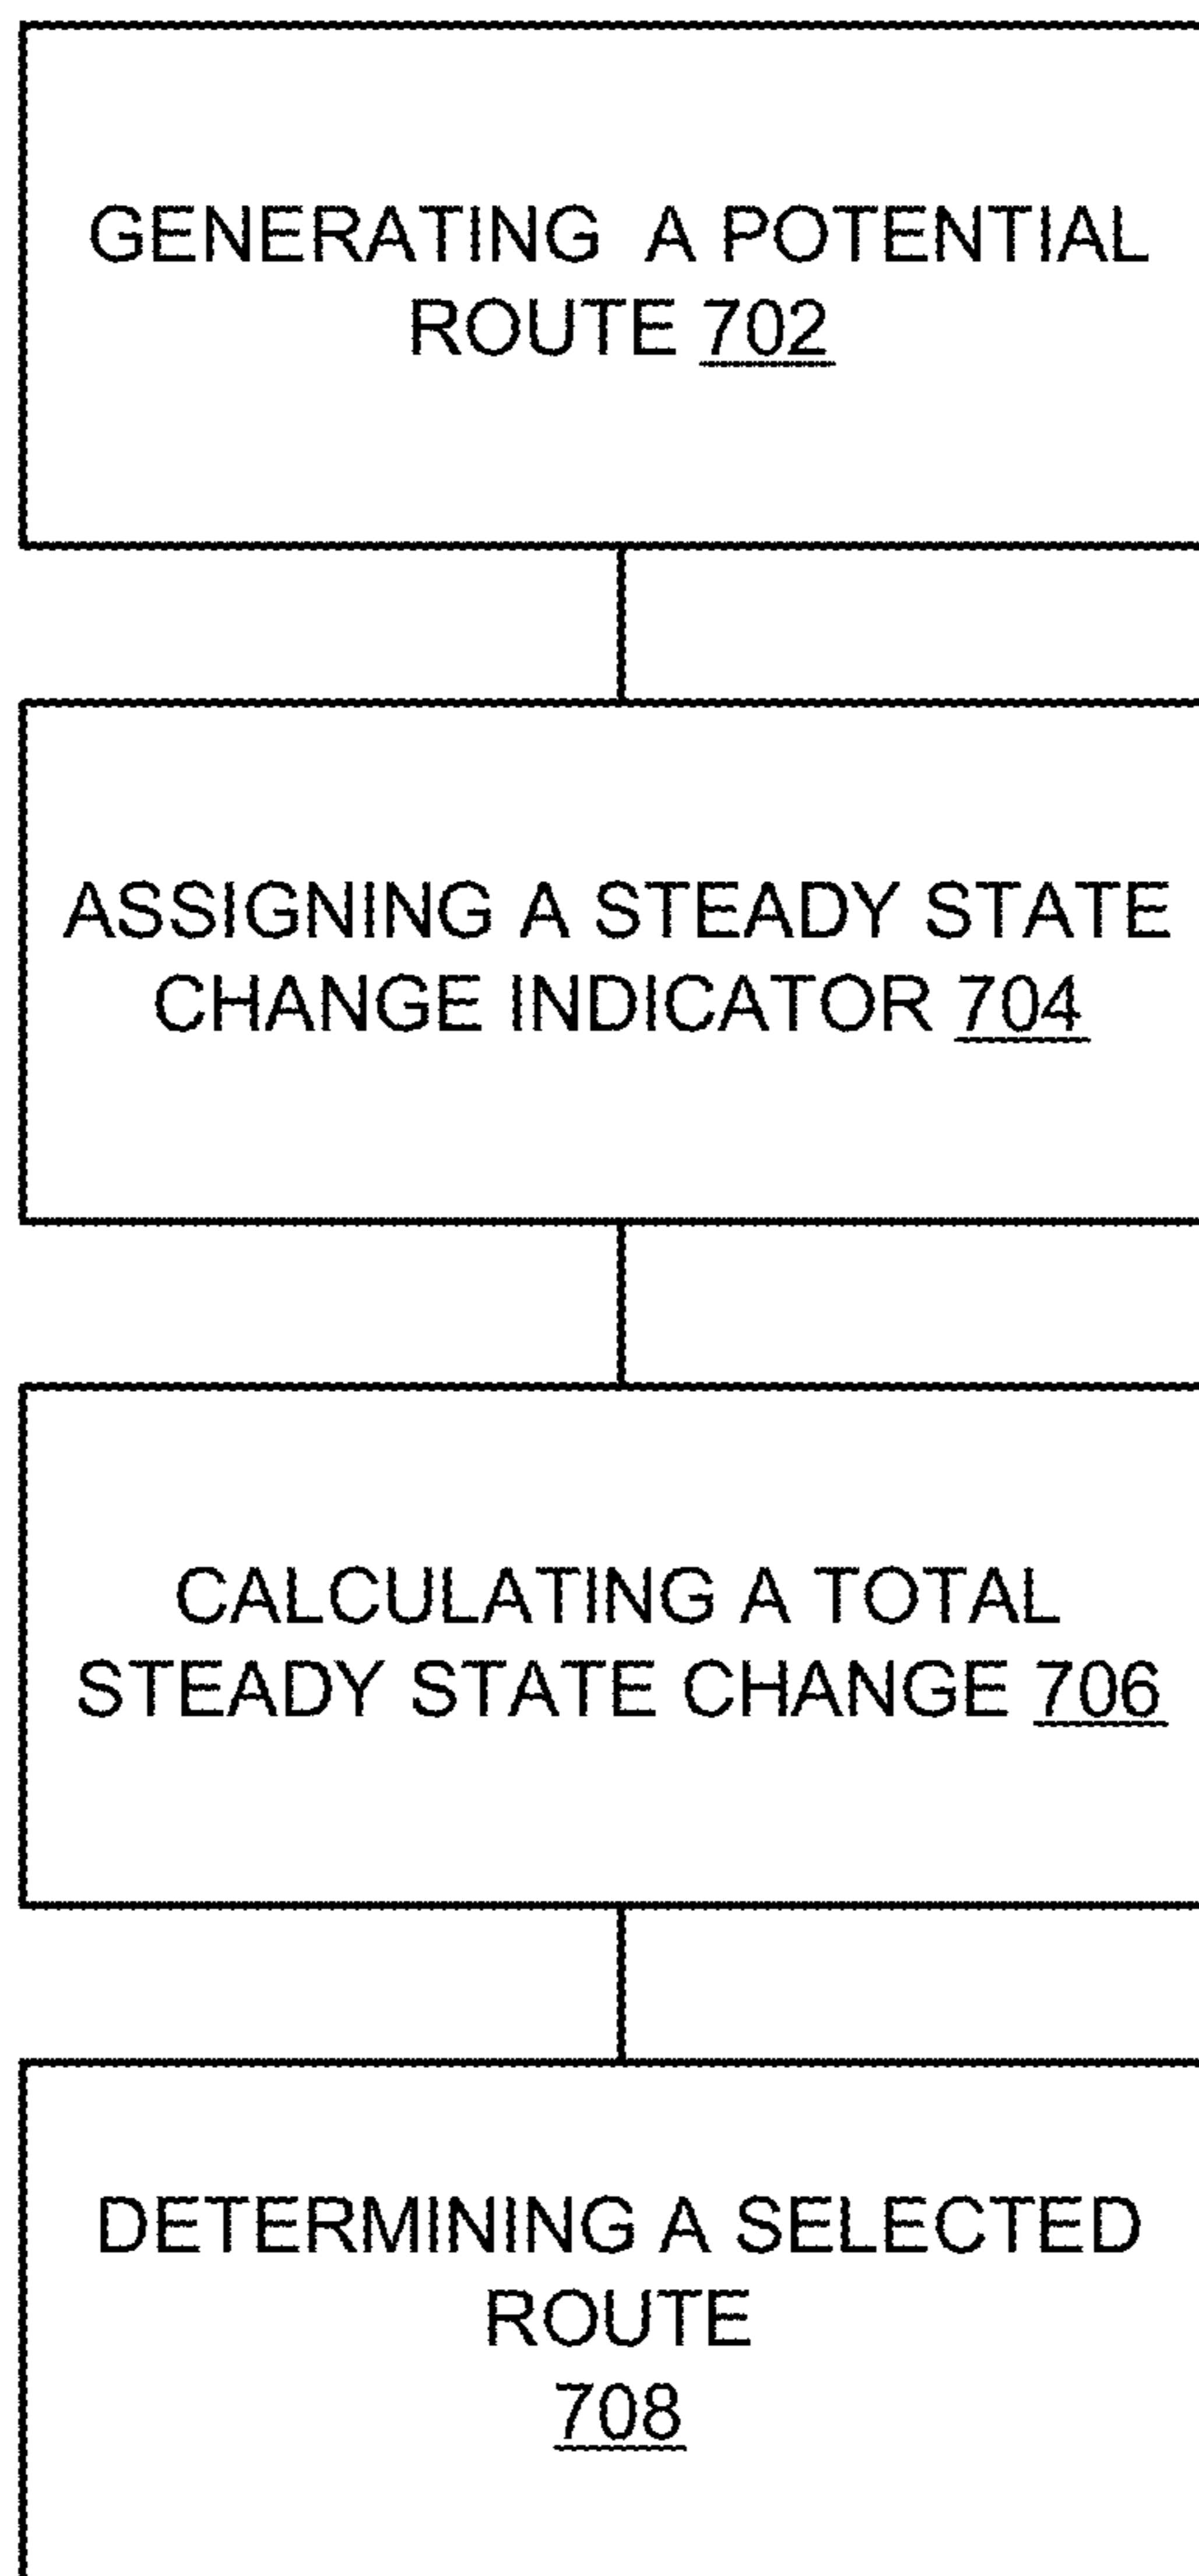 GENERATING A POTENTIAL
ROUTE 702
ASSIGNING A STEADY STATE
CHANGE INDICATOR 704
CALCULATING A TOTAL
STEADY STATE CHANGE 706
DETERMINING A SELECTED
ROUTE
708